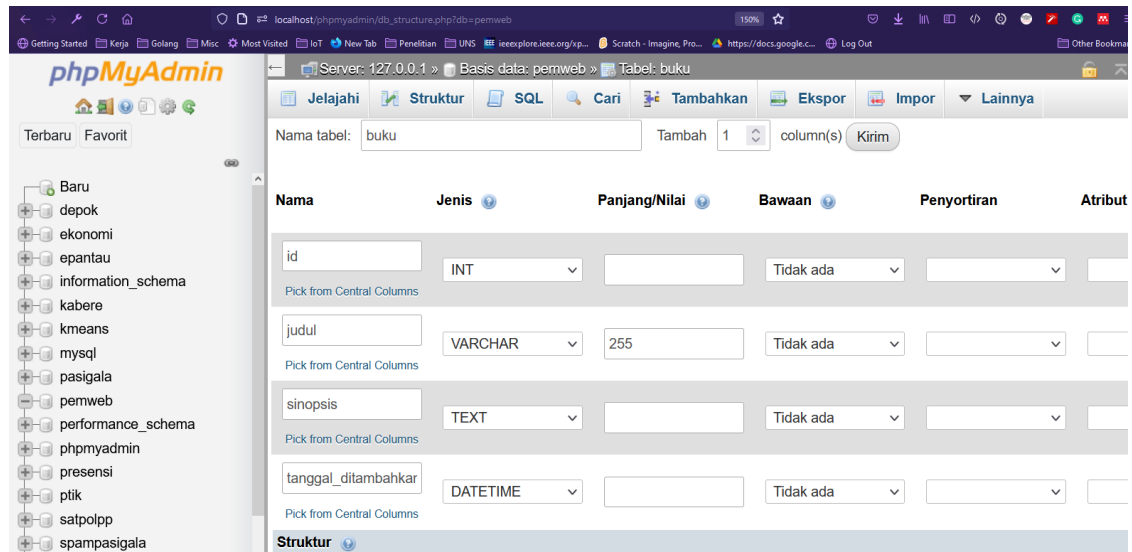 localhost/phpmyadmin/db_structure.php?db=pemweb 150%
Getting Started Kerja Golang Misc Most Visited IoT New Tab Penelitian UNS ieeexplore.ieee.org/xp... Scratch - Imagine, Pro... https://docs.google.c... Log Out Other Bookmar
phpMyAdmin
Terbaru Favorit
Baru
depok
ekonomi
epantau
information_schema
kabere
kmeans
mysql
pasigala
pemweb
performance_schema
phpmyadmin
presensi
ptik
satpolpp
spampasigala
Server: 127.0.0.1 » Basis data: pemweb » Tabel: buku
Jelajahi Struktur SQL Cari Tambahkan Ekspor Impor Lainnya
Nama tabel: buku Tambah 1 column(s) Kirim
Nama Jenis Panjang/Nilai Bawaan Penyortiran Atribut
id INT Tidak ada
Pick from Central Columns
judul VARCHAR 255 Tidak ada
Pick from Central Columns
sinopsis TEXT Tidak ada
Pick from Central Columns
tanggal_ditambahkan DATETIME Tidak ada
Pick from Central Columns
Struktur